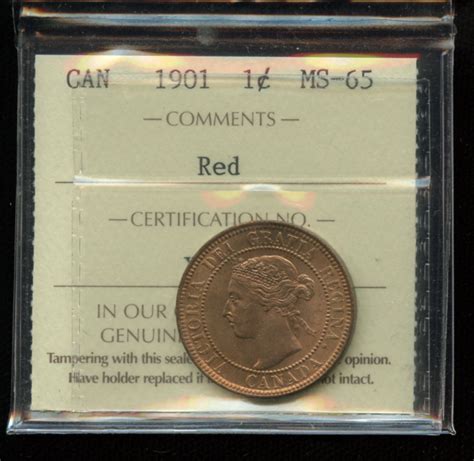 CAN 1901 1¢ MS-65
— COMMENTS —
Red
— CERTIFICATION NO. —
IN OUR
GENUIN
Tampering with this seale opinion.
Have holder replaced if not intact.
VICTORIA DEI GRATIA REGINA
CANADA